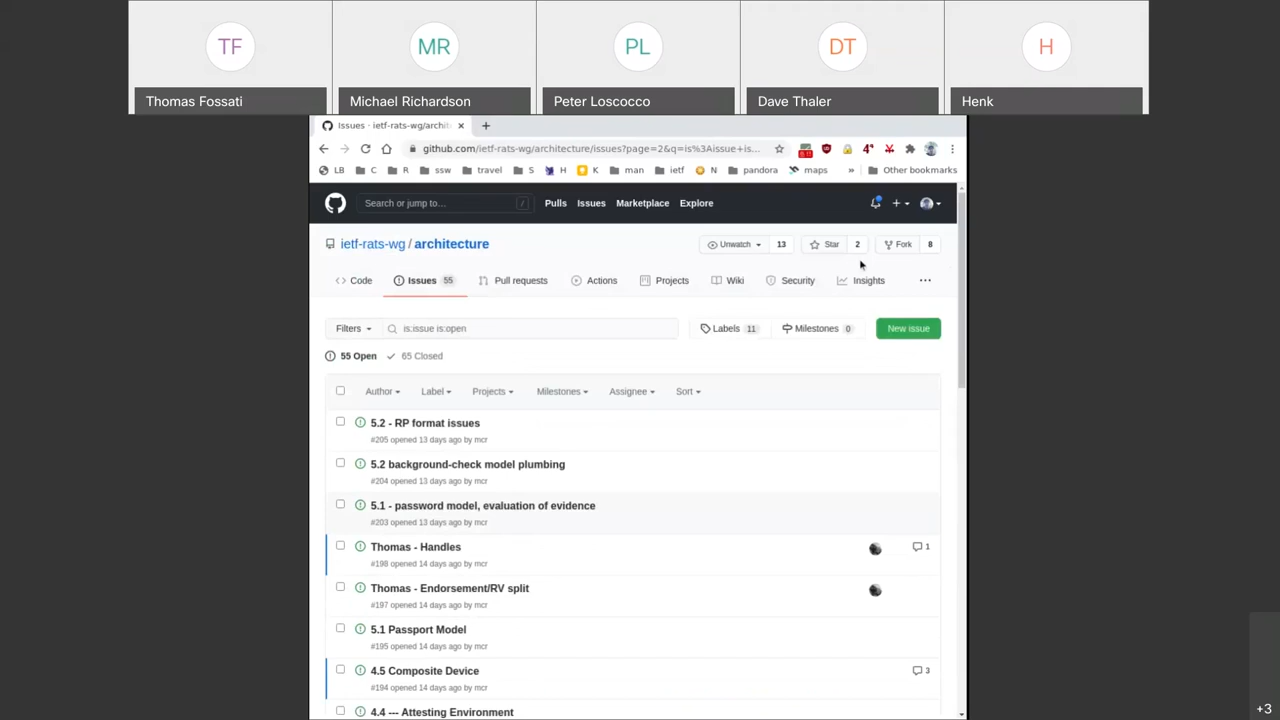 TF
MR
PL
DT
H
Thomas Fossati
Michael Richardson
Peter Loscocco
Dave Thaler
Henk
Issues · ietf-rats-wg/archit
github.com/ietf-rats-wg/architecture/issues?page=2&q=is%3Aissue+is...
LB C R ssw travel S H K man ietf N pandora maps » Other bookmarks
Search or jump to... /
Pulls Issues Marketplace Explore
ietf-rats-wg / architecture
Unwatch 13 Star 2 Fork 8
Code Issues 55 Pull requests Actions Projects Wiki Security Insights ...
Filters is:issue is:open Labels 11 Milestones 0 New issue
55 Open 65 Closed
Author Label Projects Milestones Assignee Sort
5.2 - RP format issues
#205 opened 13 days ago by mcr
5.2 background-check model plumbing
#204 opened 13 days ago by mcr
5.1 - password model, evaluation of evidence
#203 opened 13 days ago by mcr
Thomas - Handles
1
#198 opened 14 days ago by mcr
Thomas - Endorsement/RV split
#197 opened 14 days ago by mcr
5.1 Passport Model
#195 opened 14 days ago by mcr
4.5 Composite Device
3
#194 opened 14 days ago by mcr
4.4 --- Attesting Environment
+3